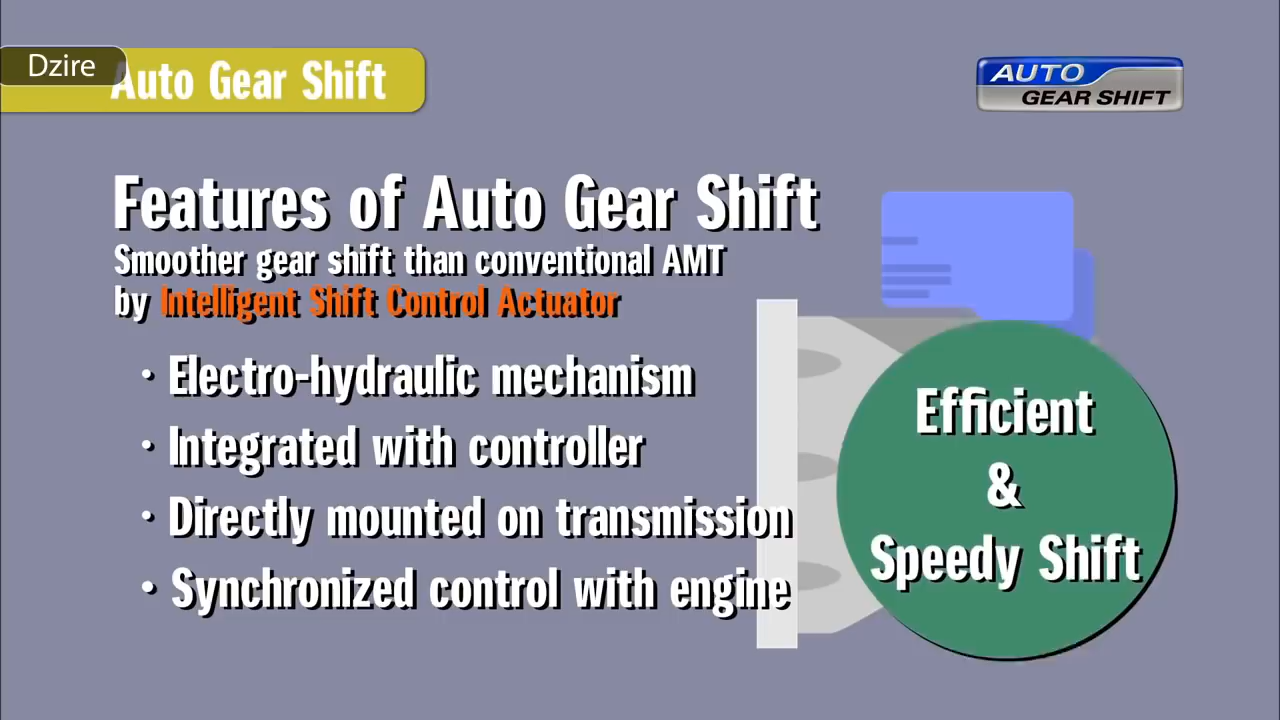 Dzire
Auto Gear Shift
AUTO
GEAR SHIFT
Features of Auto Gear Shift
Smoother gear shift than conventional AMT
by Intelligent Shift Control Actuator
· Electro-hydraulic mechanism
· Integrated with controller
· Directly mounted on transmission
· Synchronized control with engine
Efficient
&
Speedy Shift